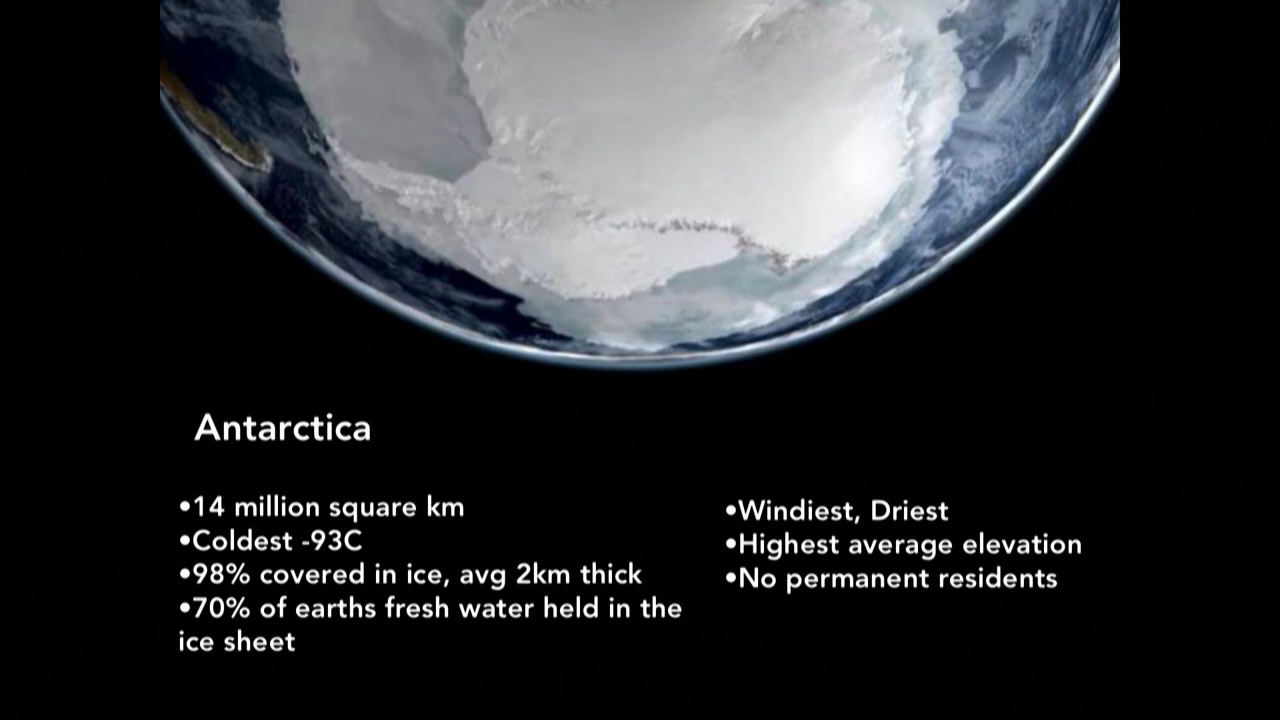 Antarctica
•14 million square km
•Coldest -93C
•98% covered in ice, avg 2km thick
•70% of earths fresh water held in the
ice sheet
•Windiest, Driest
•Highest average elevation
•No permanent residents